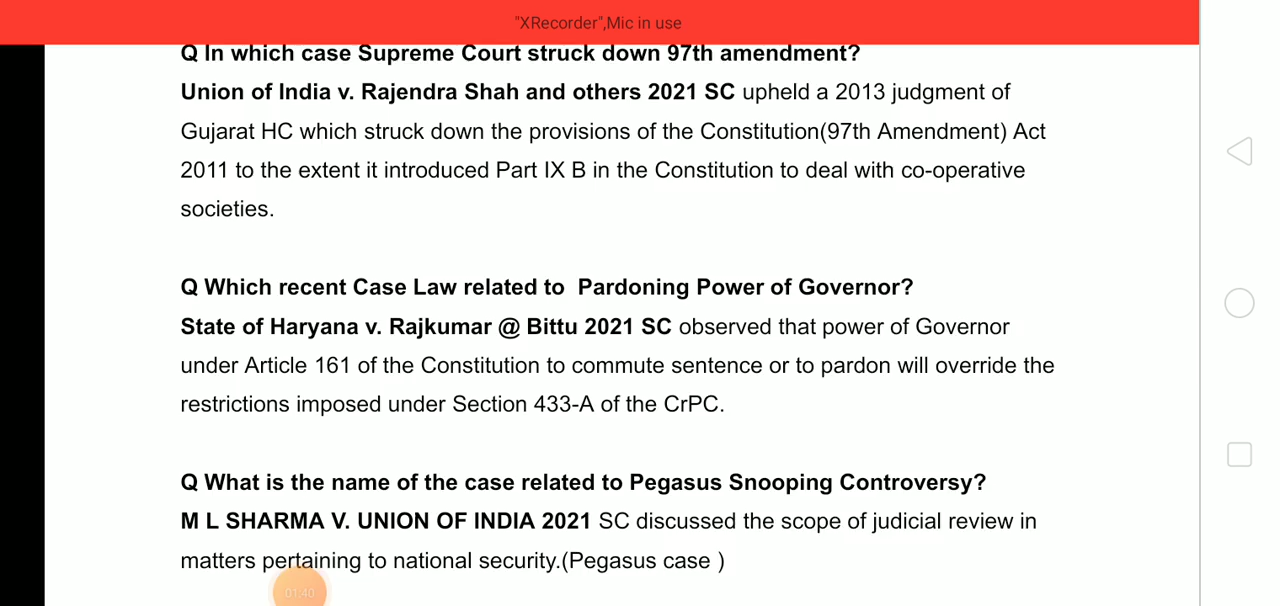 "XRecorder",Mic in use
Q In which case Supreme Court struck down 97th amendment?
Union of India v. Rajendra Shah and others 2021 SC upheld a 2013 judgment of
Gujarat HC which struck down the provisions of the Constitution(97th Amendment) Act
2011 to the extent it introduced Part IX B in the Constitution to deal with co-operative
societies.
Q Which recent Case Law related to  Pardoning Power of Governor?
State of Haryana v. Rajkumar @ Bittu 2021 SC observed that power of Governor
under Article 161 of the Constitution to commute sentence or to pardon will override the
restrictions imposed under Section 433-A of the CrPC.
Q What is the name of the case related to Pegasus Snooping Controversy?
M L SHARMA V. UNION OF INDIA 2021 SC discussed the scope of judicial review in
matters pertaining to national security.(Pegasus case )
01:40